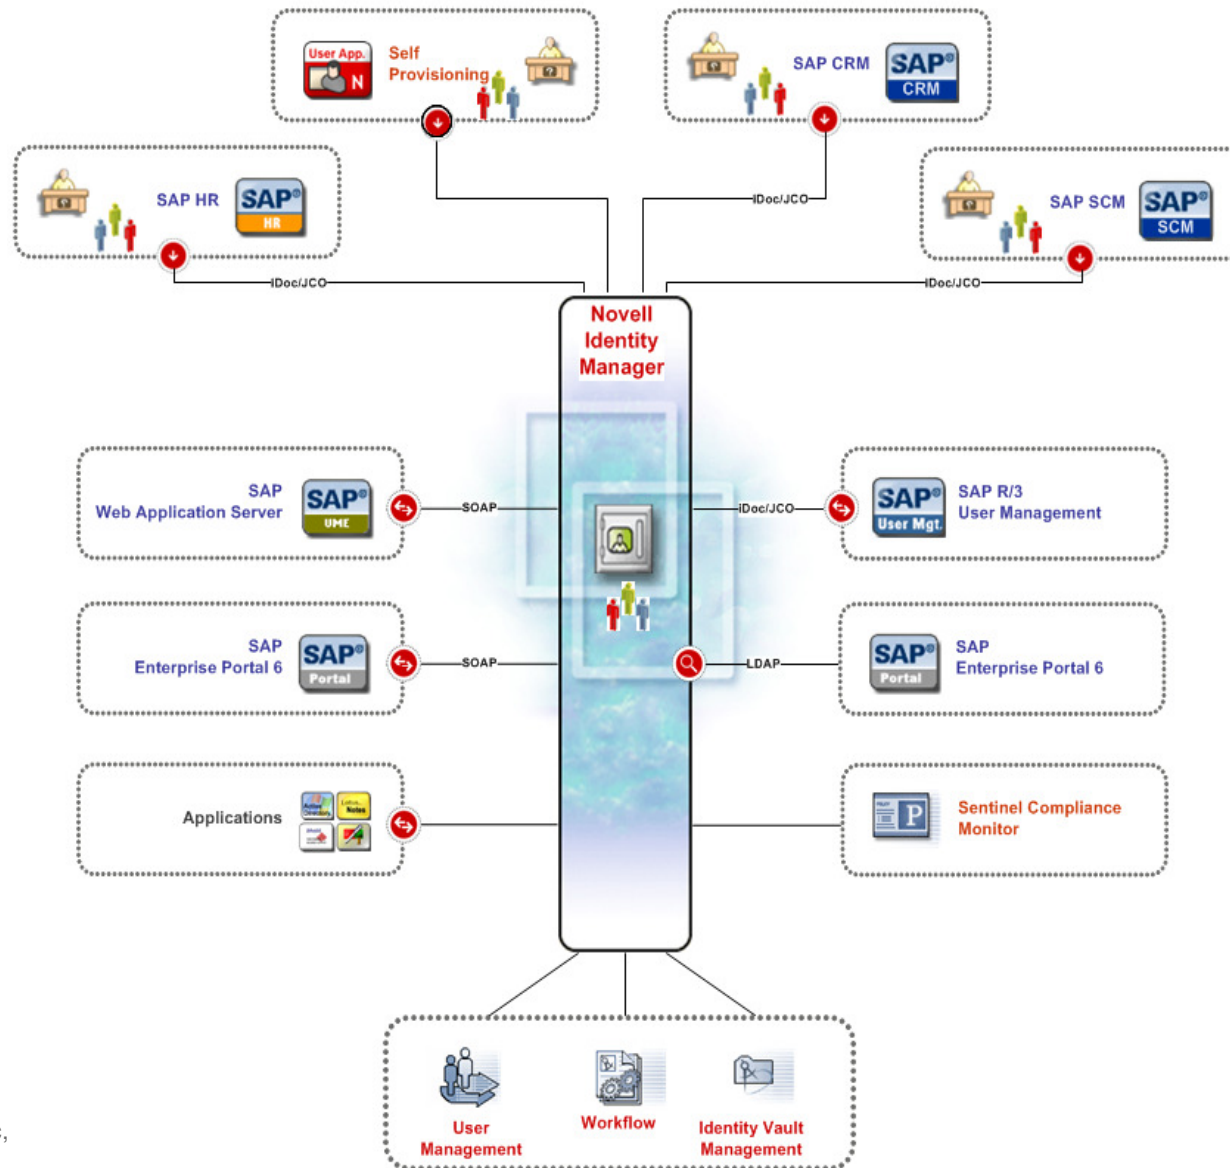 User App.
N
Self
Provisioning
SAP CRM
SAP®
CRM
SAP HR
SAP®
HR
SAP SCM
SAP®
SCM
iDoc/JCO
iDoc/JCO
iDoc/JCO
Novell
Identity
Manager
SAP
Web Application Server
SAP®
UME
SOAP
iDoc/JCO
SAP®
User Mgt.
SAP R/3
User Management
SAP
Enterprise Portal 6
SAP®
Portal
SOAP
LDAP
SAP®
Portal
SAP
Enterprise Portal 6
Applications
Active
Directory
Lotus
Notes
P
Sentinel Compliance
Monitor
User
Management
Workflow
Identity Vault
Management